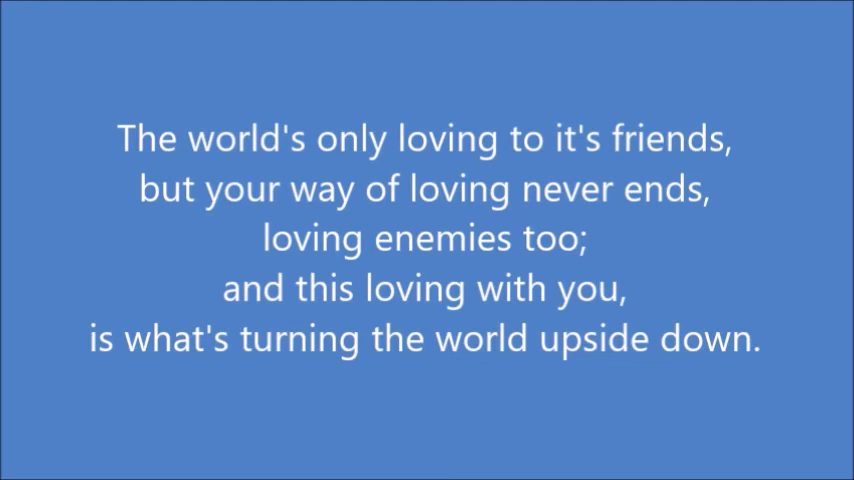 The world's only loving to it's friends,
but your way of loving never ends,
loving enemies too;
and this loving with you,
is what's turning the world upside down.